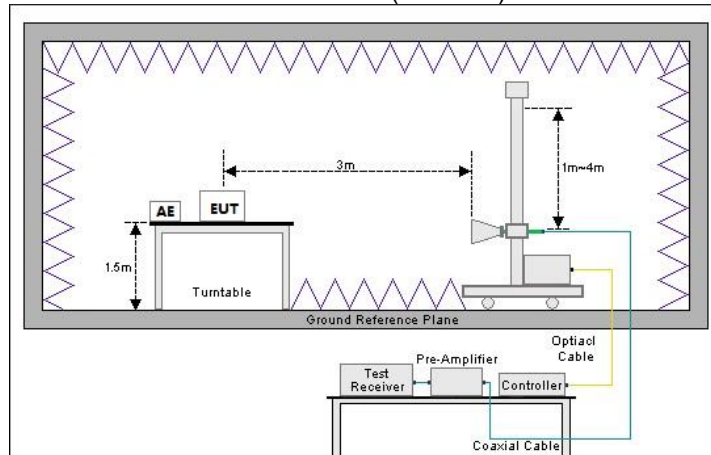 3m
1m~4m
AE
EUT
1.5m
Turntable
Ground Reference Plane
Optiacl
Cable
Pre-Amplifier
Test
Receiver
Controller
Coaxial Cable